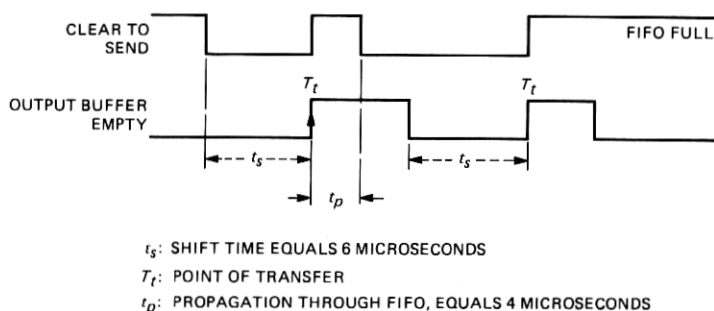 CLEAR TO
SEND
FIFO FULL
T_t
T_t
OUTPUT BUFFER
EMPTY
t_s
t_s
t_p
t_s: SHIFT TIME EQUALS 6 MICROSECONDS
T_t: POINT OF TRANSFER
t_p: PROPAGATION THROUGH FIFO, EQUALS 4 MICROSECONDS